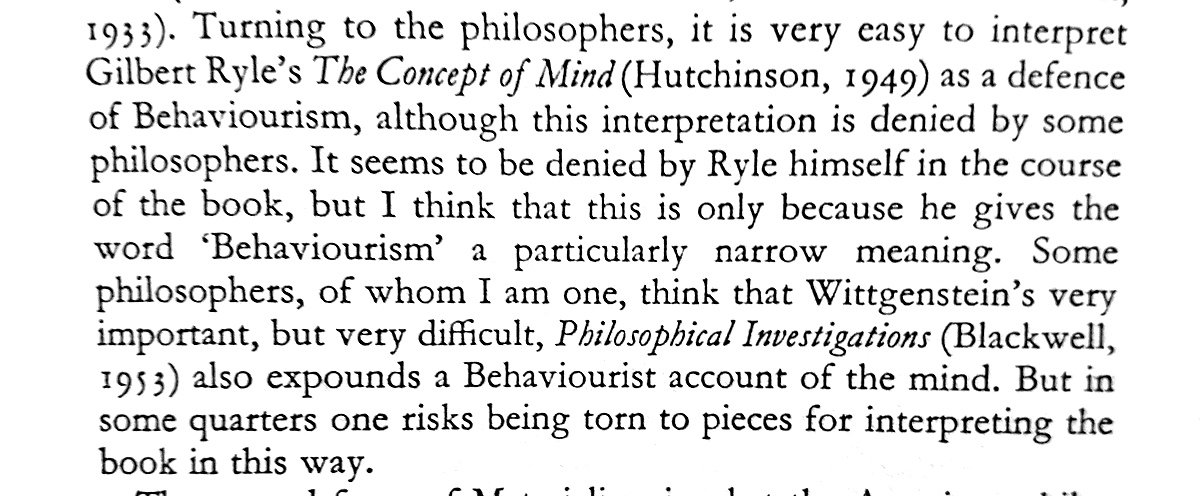 1933). Turning to the philosophers, it is very easy to interpret
Gilbert Ryle's The Concept of Mind (Hutchinson, 1949) as a defence
of Behaviourism, although this interpretation is denied by some
philosophers. It seems to be denied by Ryle himself in the course
of the book, but I think that this is only because he gives the
word ‘Behaviourism’ a particularly narrow meaning. Some
philosophers, of whom I am one, think that Wittgenstein's very
important, but very difficult, Philosophical Investigations (Blackwell,
1953) also expounds a Behaviourist account of the mind. But in
some quarters one risks being torn to pieces for interpreting the
book in this way.